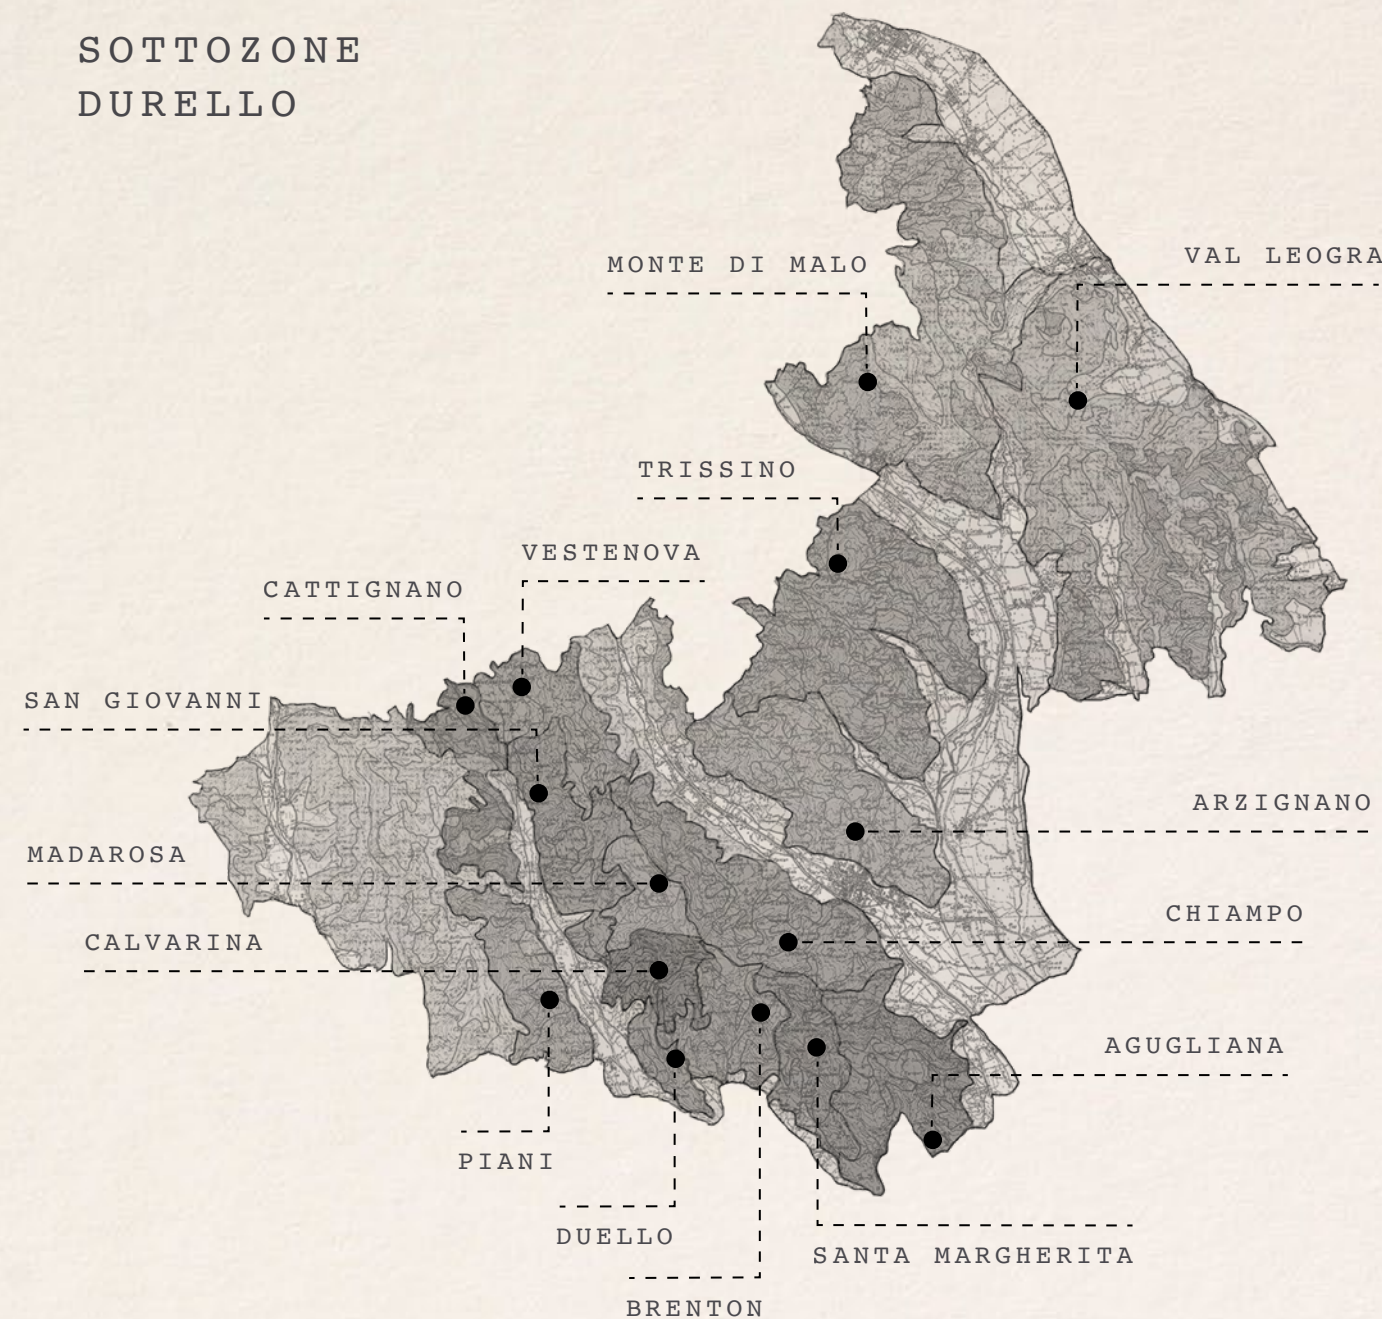 SOTTOZONE
DURELLO
VAL LEOGRA
MONTE DI MALO
TRISSINO
VESTENOVA
CATTIGNANO
SAN GIOVANNI
ARZIGNANO
MADAROSA
CHIAMPO
CALVARINA
AGUGLIANA
PIANI
DUELLO
SANTA MARGHERITA
BRENTON